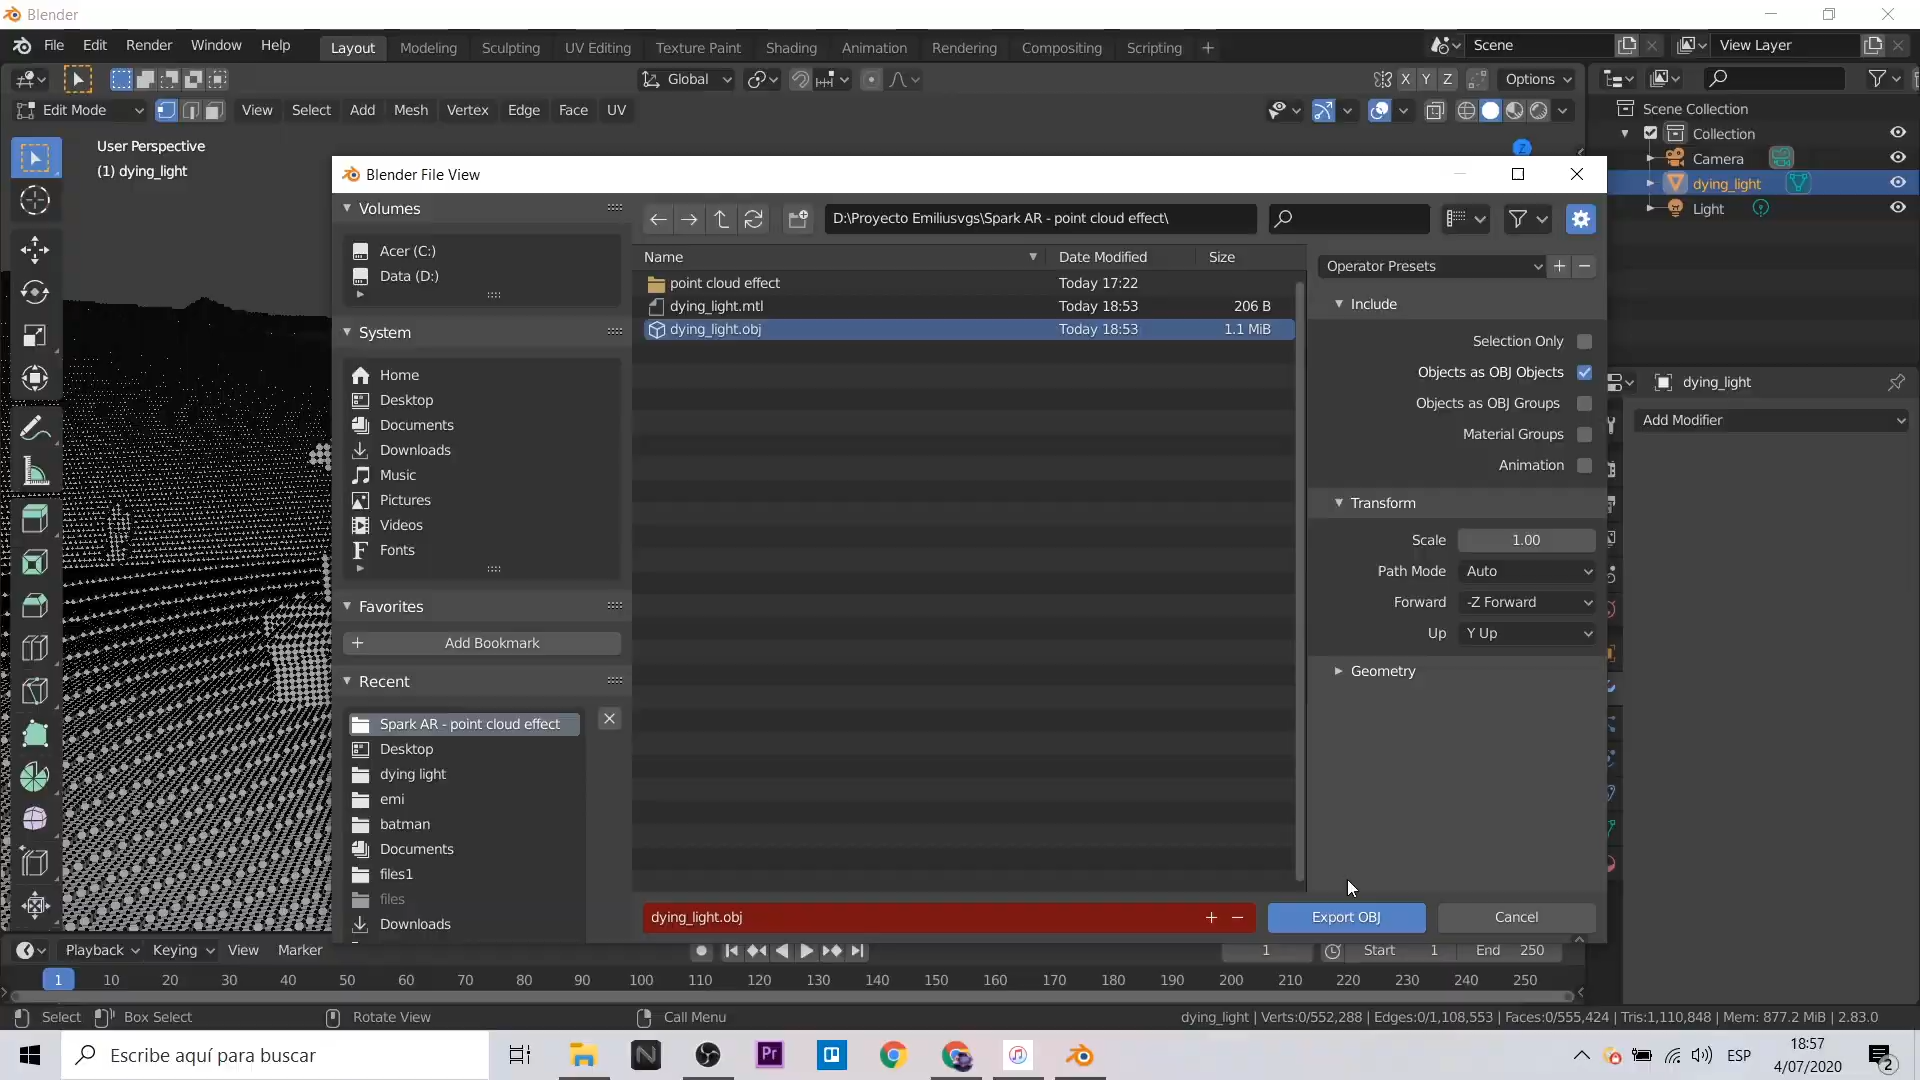 Blender
File Edit Render Window Help Layout Modeling Sculpting UV Editing Texture Paint Shading Animation Rendering Compositing Scripting + Scene View Layer
Global X Y Z Options
Edit Mode View Select Add Mesh Vertex Edge Face UV
Scene Collection
Collection
Camera
dying_light
Light
User Perspective
(1) dying_light
Z
Blender File View
Volumes
Acer (C:)
Data (D:)
System
Home
Desktop
Documents
Downloads
Music
Pictures
Videos
Fonts
Favorites
Add Bookmark
Recent
Spark AR - point cloud effect
Desktop
dying light
emi
batman
Documents
files1
files
Downloads
D:\Proyecto Emiliusvgs\Spark AR - point cloud effect\
Name Date Modified Size
point cloud effect Today 17:22
dying_light.mtl Today 18:53 206 B
dying_light.obj Today 18:53 1.1 MiB
Operator Presets
Include
Selection Only
Objects as OBJ Objects
Objects as OBJ Groups
Material Groups
Animation
Transform
Scale 1.00
Path Mode Auto
Forward -Z Forward
Up Y Up
Geometry
dying_light.obj + − Export OBJ Cancel
dying_light
Add Modifier
Playback Keying View Marker 1 Start 1 End 250
1 10 20 30 40 50 60 70 80 90 100 110 120 130 140 150 160 170 180 190 200 210 220 230 240 250
Select Box Select Rotate View Call Menu dying_light | Verts:0/552,288 | Edges:0/1,108,553 | Faces:0/555,424 | Tris:1,110,848 | Mem: 877.2 MiB | 2.83.0
Escribe aquí para buscar
N
Pr
ESP
18:57
4/07/2020
2